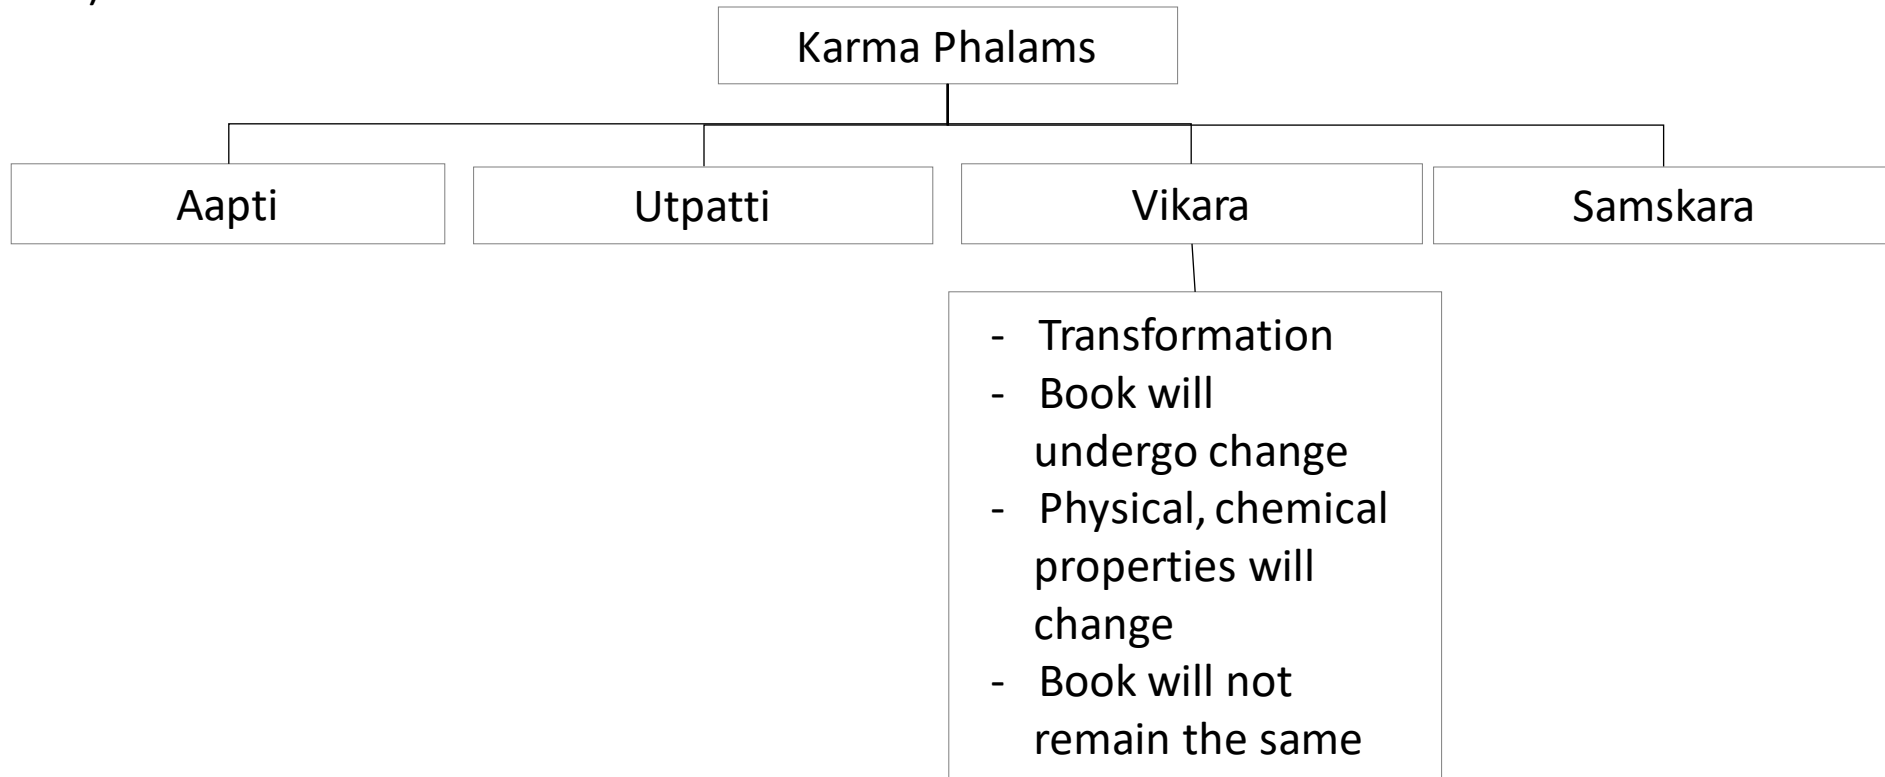 Karma Phalams
Aapti
Utpatti
Vikara
Samskara
- Transformation
- Book will
undergo change
- Physical, chemical
properties will
change
- Book will not
remain the same